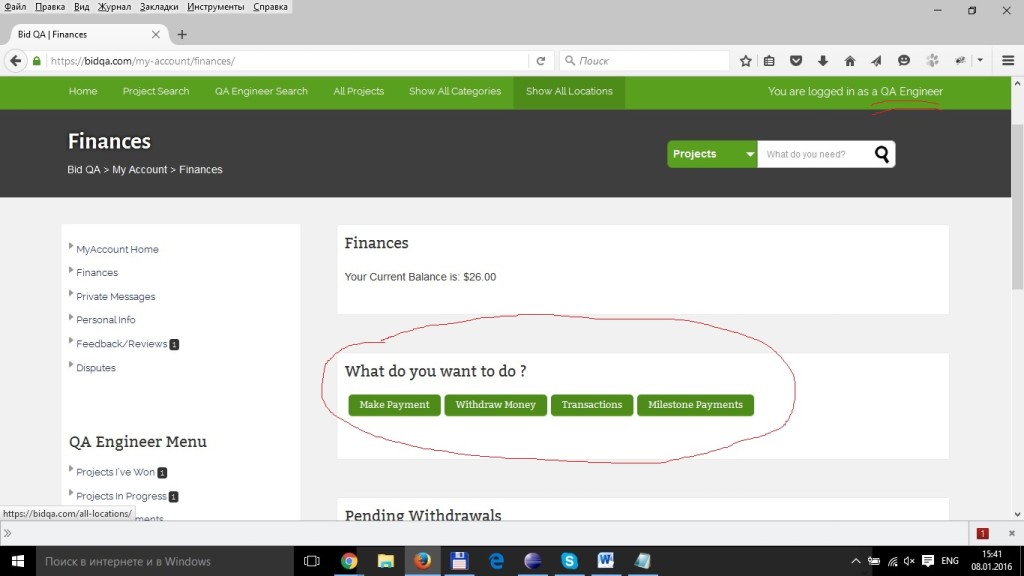 Файл Правка Вид Журнал Закладки Инструменты Справка
Bid QA | Finances
https://bidqa.com/my-account/finances/
Поиск
Home Project Search QA Engineer Search All Projects Show All Categories Show All Locations You are logged in as a QA Engineer
Finances
Bid QA > My Account > Finances
Projects What do you need?
MyAccount Home
Finances
Private Messages
Personal Info
Feedback/Reviews 1
Disputes
QA Engineer Menu
Projects I've Won 1
Projects In Progress 1
Finances
Your Current Balance is: $26.00
What do you want to do ?
Make Payment Withdraw Money Transactions Milestone Payments
Pending Withdrawals
https://bidqa.com/all-locations/
1
Поиск в интернете и в Windows
ENG
15:41
08.01.2016